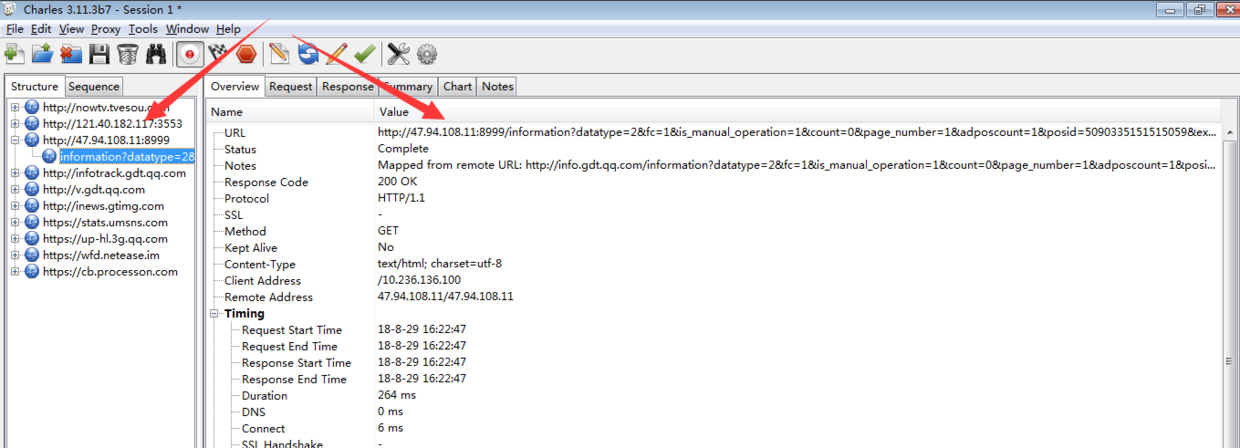 Charles 3.11.3b7 - Session 1 *
File Edit View Proxy Tools Window Help
Structure Sequence
http://nowtv.tvesou.
http://121.40.182.117:3553
http://47.94.108.11:8999
information?datatype=2&
http://infotrack.gdt.qq.com
http://v.gdt.qq.com
http://inews.gtimg.com
https://stats.umsns.com
https://up-hl.3g.qq.com
https://wfd.netease.im
https://cb.processon.com
Overview Request Response Summary Chart Notes
Name Value
URL http://47.94.108.11:8999/information?datatype=2&fc=1&is_manual_operation=1&count=0&page_number=1&adposcount=1&posid=5090335151515059&ex...
Status Complete
Notes Mapped from remote URL: http://info.gdt.qq.com/information?datatype=2&fc=1&is_manual_operation=1&count=0&page_number=1&adposcount=1&posi...
Response Code 200 OK
Protocol HTTP/1.1
SSL -
Method GET
Kept Alive No
Content-Type text/html; charset=utf-8
Client Address /10.236.136.100
Remote Address 47.94.108.11/47.94.108.11
Timing
Request Start Time 18-8-29 16:22:47
Request End Time 18-8-29 16:22:47
Response Start Time 18-8-29 16:22:47
Response End Time 18-8-29 16:22:47
Duration 264 ms
DNS 0 ms
Connect 6 ms
SSL Handshake -